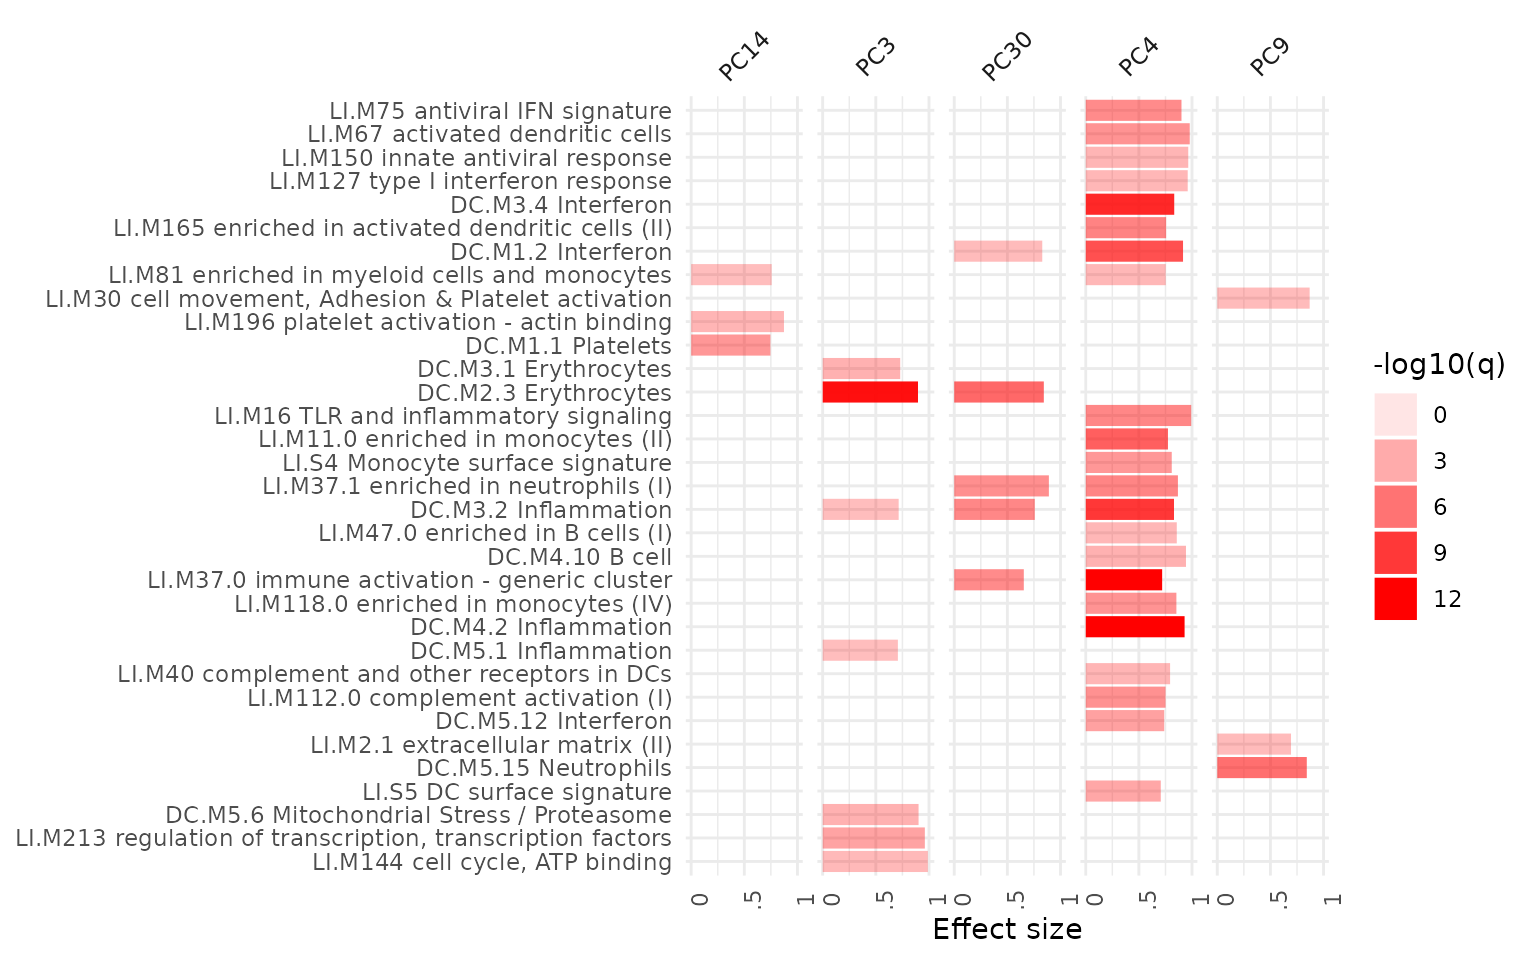 PC14 PC3 PC30 PC4 PC9
LI.M75 antiviral IFN signature
LI.M67 activated dendritic cells
LI.M150 innate antiviral response
LI.M127 type I interferon response
DC.M3.4 Interferon
LI.M165 enriched in activated dendritic cells (II)
DC.M1.2 Interferon
LI.M81 enriched in myeloid cells and monocytes
LI.M30 cell movement, Adhesion & Platelet activation
LI.M196 platelet activation - actin binding
DC.M1.1 Platelets
DC.M3.1 Erythrocytes
DC.M2.3 Erythrocytes
LI.M16 TLR and inflammatory signaling
LI.M11.0 enriched in monocytes (II)
LI.S4 Monocyte surface signature
LI.M37.1 enriched in neutrophils (I)
DC.M3.2 Inflammation
LI.M47.0 enriched in B cells (I)
DC.M4.10 B cell
LI.M37.0 immune activation - generic cluster
LI.M118.0 enriched in monocytes (IV)
DC.M4.2 Inflammation
DC.M5.1 Inflammation
LI.M40 complement and other receptors in DCs
LI.M112.0 complement activation (I)
DC.M5.12 Interferon
LI.M2.1 extracellular matrix (II)
DC.M5.15 Neutrophils
LI.S5 DC surface signature
DC.M5.6 Mitochondrial Stress / Proteasome
LI.M213 regulation of transcription, transcription factors
LI.M144 cell cycle, ATP binding
0 .5 1 0 .5 1 0 .5 1 0 .5 1 0 .5 1
Effect size
-log10(q)
0
3
6
9
12